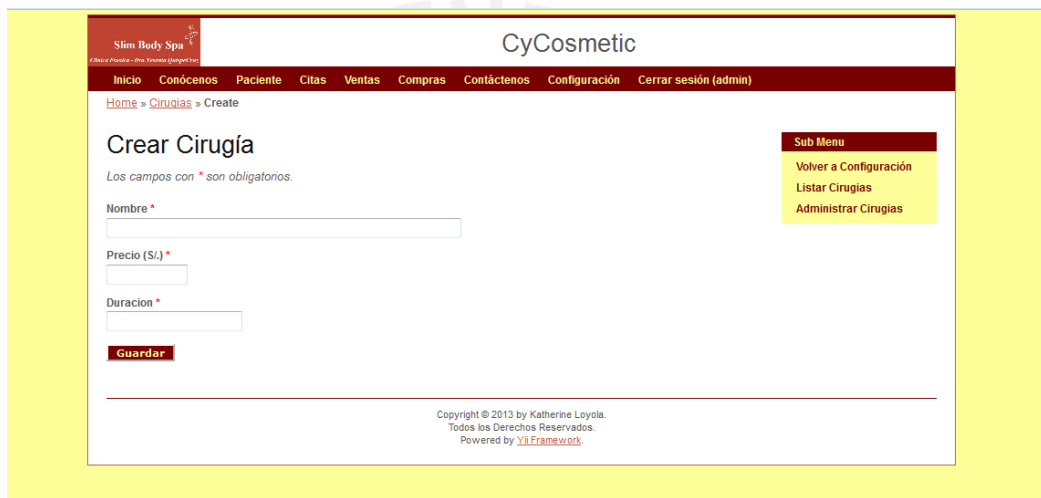 Slim Body Spa
CyCosmetic
Inicio Conócenos Paciente Citas Ventas Compras Contáctenos Configuración Cerrar sesión (admin)
Home » Cirugias » Create
Crear Cirugía
Los campos con * son obligatorios.
Nombre *
Precio (S/.) *
Duracion *
Guardar
Sub Menu
Volver a Configuración
Listar Cirugias
Administrar Cirugias
Copyright © 2013 by Katherine Loyola.
Todos los Derechos Reservados.
Powered by Yii Framework.